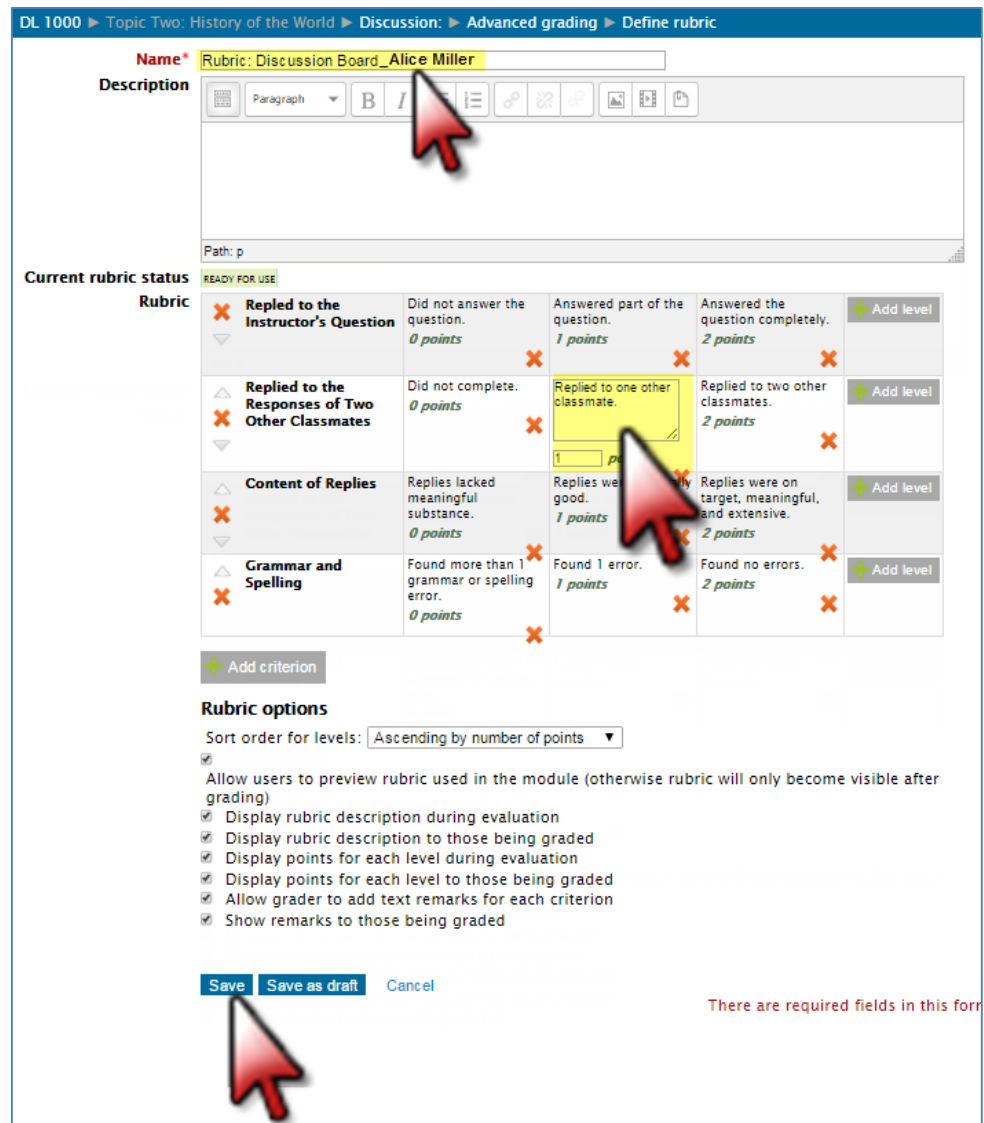 DL 1000 ► Topic Two: History of the World ► Discussion: ► Advanced grading ► Define rubric
Name* Rubric: Discussion Board_Alice Miller
Description
Paragraph B I
Path: p
Current rubric status READY FOR USE
Rubric
Repled to the Instructor's Question
Did not answer the question.
0 points
Answered part of the question.
1 points
Answered the question completely.
2 points
Add level
Replied to the Responses of Two Other Classmates
Did not complete.
0 points
Replied to one other classmate.
1
Replied to two other classmates.
2 points
Add level
Content of Replies
Replies lacked meaningful substance.
0 points
Replies good.
1 points
Replies were on target, meaningful, and extensive.
2 points
Add level
Grammar and Spelling
Found more than 1 grammar or spelling error.
0 points
Found 1 error.
1 points
Found no errors.
2 points
Add level
Add criterion
Rubric options
Sort order for levels: Ascending by number of points ▼
Allow users to preview rubric used in the module (otherwise rubric will only become visible after
grading)
Display rubric description during evaluation
Display rubric description to those being graded
Display points for each level during evaluation
Display points for each level to those being graded
Allow grader to add text remarks for each criterion
Show remarks to those being graded
Save Save as draft Cancel
There are required fields in this for